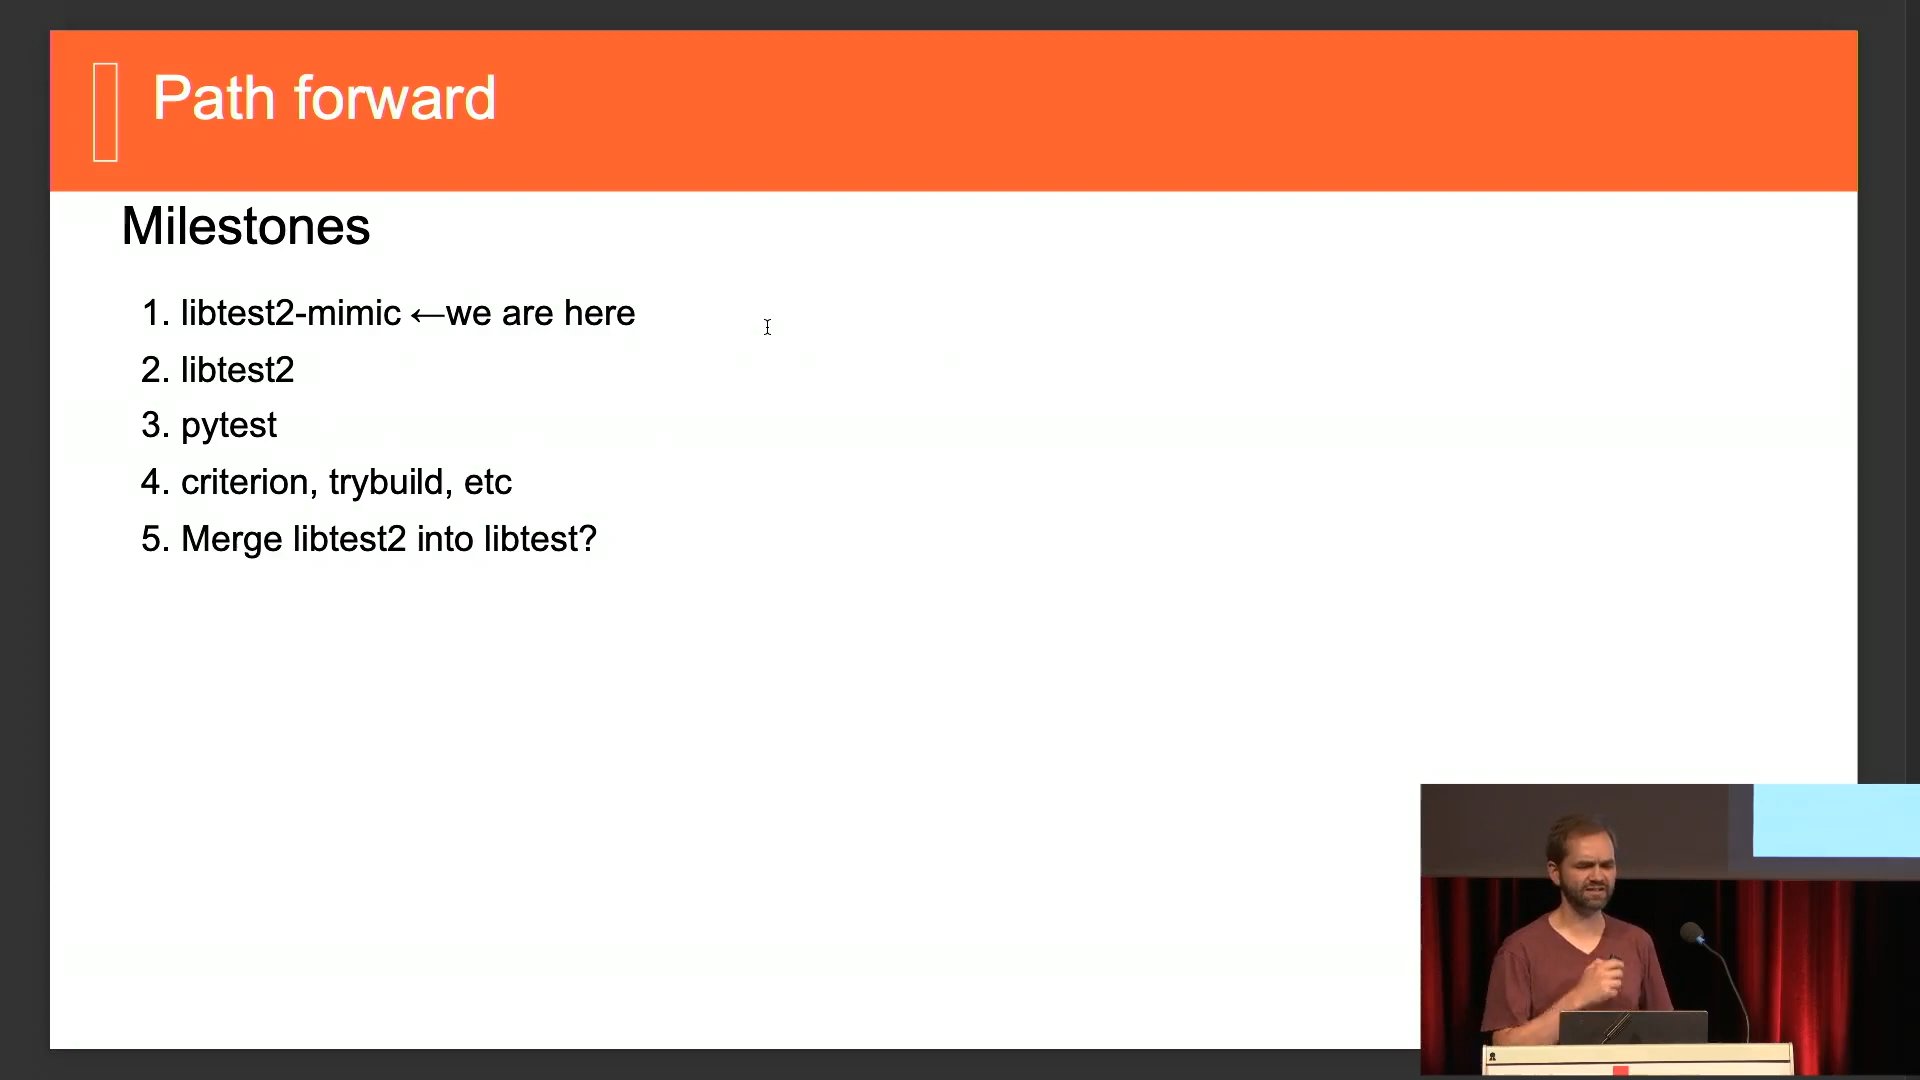 Path forward
Milestones
1. libtest2-mimic ←we are here
2. libtest2
3. pytest
4. criterion, trybuild, etc
5. Merge libtest2 into libtest?